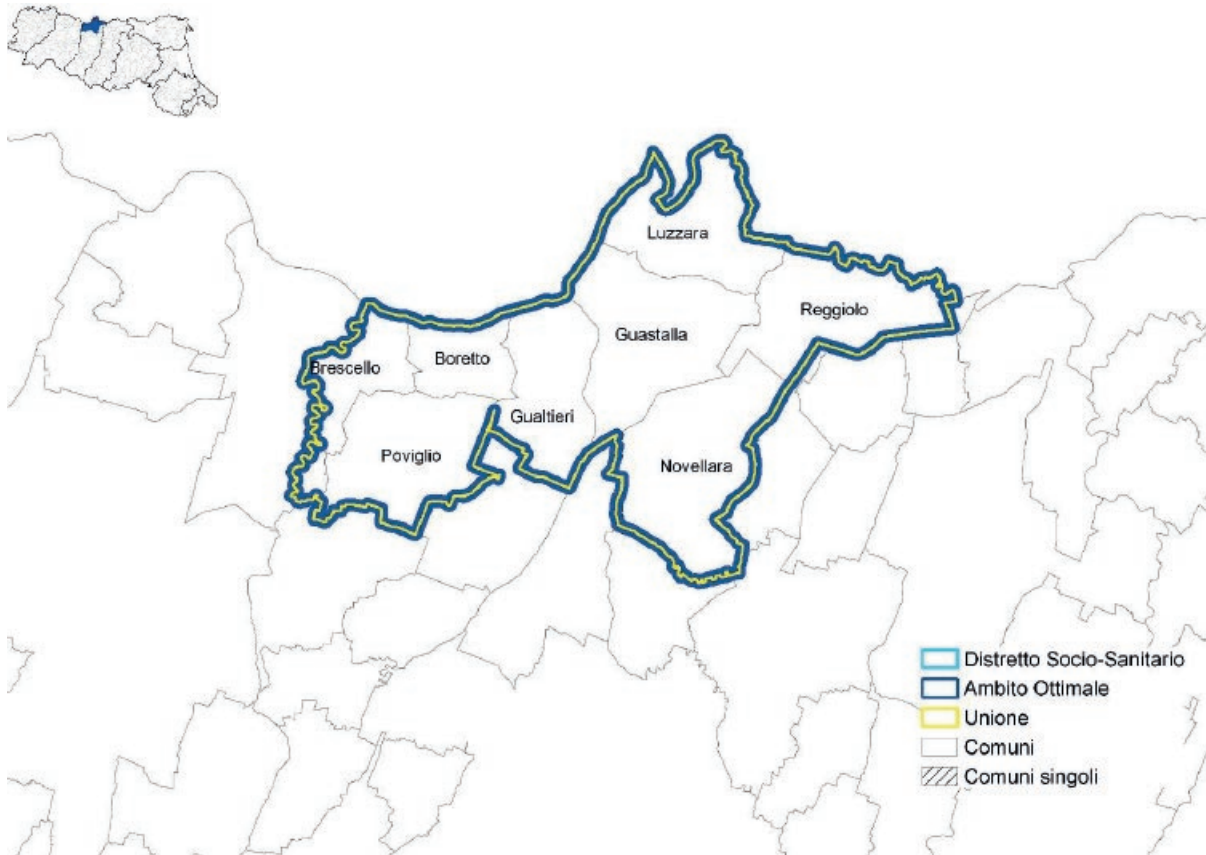 Luzzara
Reggiolo
Guastalla
Boretto
Brescello
Gualtieri
Poviglio
Novellara
Distretto Socio-Sanitario
Ambito Ottimale
Unione
Comuni
Comuni singoli